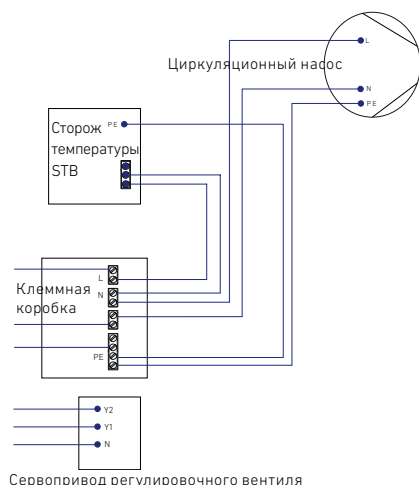 L
Циркуляционный насос
N
PE
Сторож
температуры
STB
PE
L
N
Клеммная
коробка
PE
Y2
Y1
N
Сервопривод регулировочного вентиля